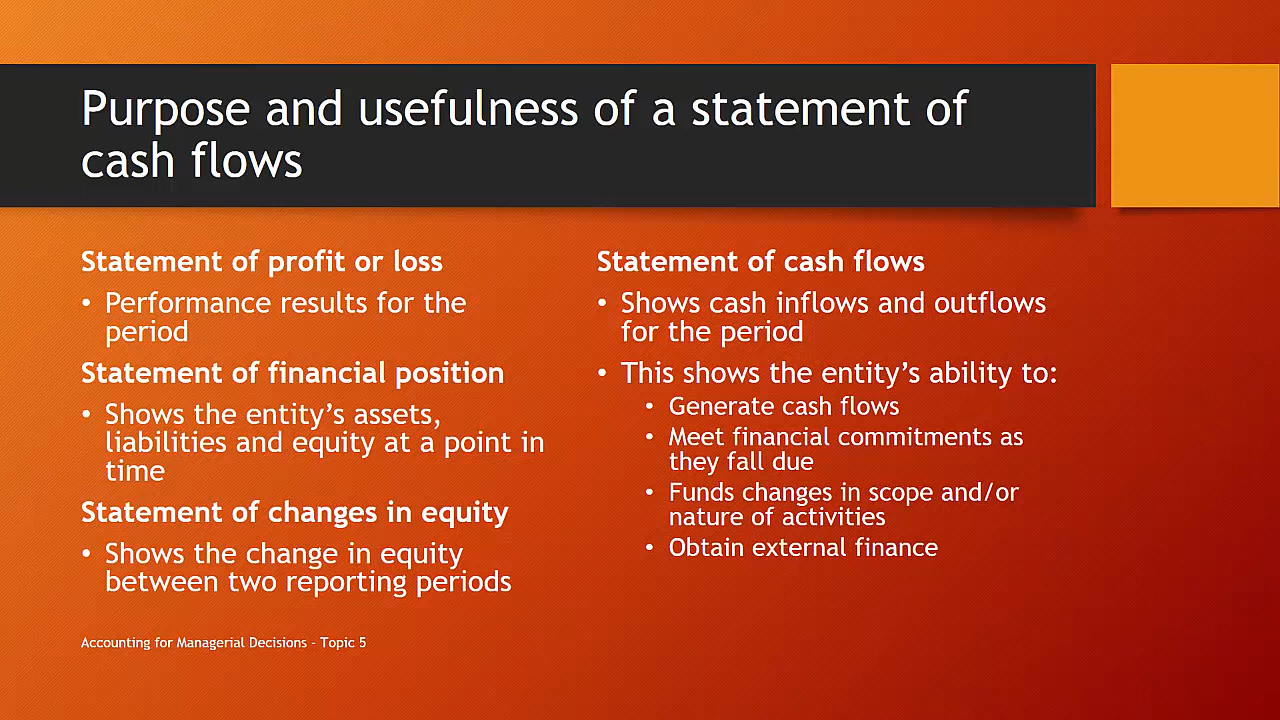 Purpose and usefulness of a statement of
cash flows
Statement of profit or loss
• Performance results for the
period
Statement of financial position
• Shows the entity’s assets,
liabilities and equity at a point in
time
Statement of changes in equity
• Shows the change in equity
between two reporting periods
Statement of cash flows
• Shows cash inflows and outflows
for the period
• This shows the entity’s ability to:
• Generate cash flows
• Meet financial commitments as
they fall due
• Funds changes in scope and/or
nature of activities
• Obtain external finance
Accounting for Managerial Decisions - Topic 5